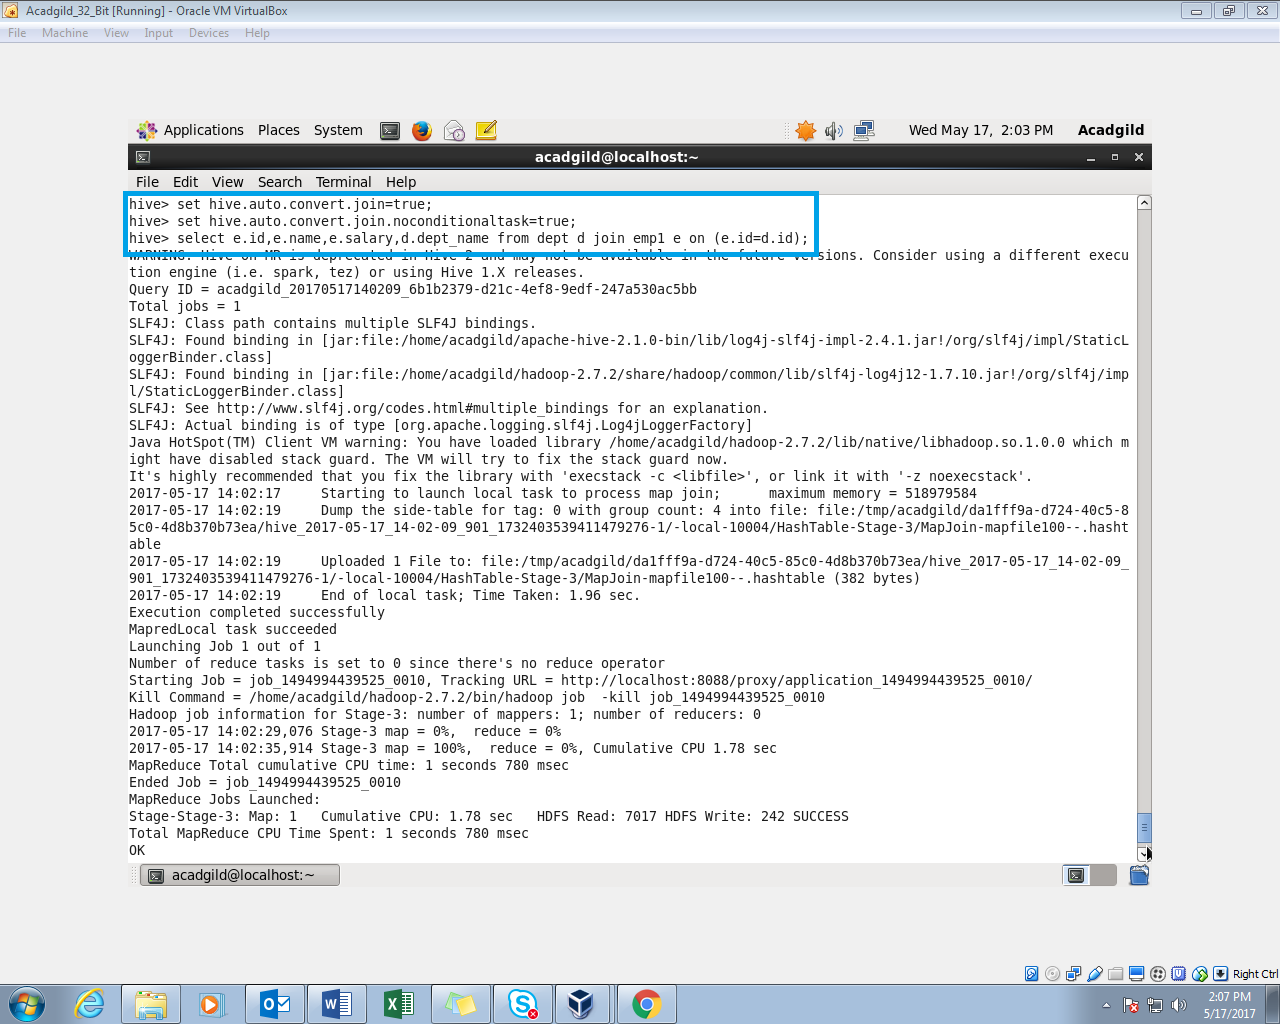 Acadgild_32_Bit [Running] - Oracle VM VirtualBox
File Machine View Input Devices Help
Applications Places System Wed May 17, 2:03 PM Acadgild
acadgild@localhost:~
File Edit View Search Terminal Help
hive> set hive.auto.convert.join=true;
hive> set hive.auto.convert.join.noconditionaltask=true;
hive> select e.id,e.name,e.salary,d.dept_name from dept d join emp1 e on (e.id=d.id);
WARNING: Hive-on-MR is deprecated in Hive 2 and may not be available in the future versions. Consider using a different execu
tion engine (i.e. spark, tez) or using Hive 1.X releases.
Query ID = acadgild_20170517140209_6b1b2379-d21c-4ef8-9edf-247a530ac5bb
Total jobs = 1
SLF4J: Class path contains multiple SLF4J bindings.
SLF4J: Found binding in [jar:file:/home/acadgild/apache-hive-2.1.0-bin/lib/log4j-slf4j-impl-2.4.1.jar!/org/slf4j/impl/StaticL
oggerBinder.class]
SLF4J: Found binding in [jar:file:/home/acadgild/hadoop-2.7.2/share/hadoop/common/lib/slf4j-log4j12-1.7.10.jar!/org/slf4j/imp
l/StaticLoggerBinder.class]
SLF4J: See http://www.slf4j.org/codes.html#multiple_bindings for an explanation.
SLF4J: Actual binding is of type [org.apache.logging.slf4j.Log4jLoggerFactory]
Java HotSpot(TM) Client VM warning: You have loaded library /home/acadgild/hadoop-2.7.2/lib/native/libhadoop.so.1.0.0 which m
ight have disabled stack guard. The VM will try to fix the stack guard now.
It's highly recommended that you fix the library with 'execstack -c <libfile>', or link it with '-z noexecstack'.
2017-05-17 14:02:17     Starting to launch local task to process map join;      maximum memory = 518979584
2017-05-17 14:02:19     Dump the side-table for tag: 0 with group count: 4 into file: file:/tmp/acadgild/da1fff9a-d724-40c5-8
5c0-4d8b370b73ea/hive_2017-05-17_14-02-09_901_1732403539411479276-1/-local-10004/HashTable-Stage-3/MapJoin-mapfile100--.hasht
able
2017-05-17 14:02:19     Uploaded 1 File to: file:/tmp/acadgild/da1fff9a-d724-40c5-85c0-4d8b370b73ea/hive_2017-05-17_14-02-09_
901_1732403539411479276-1/-local-10004/HashTable-Stage-3/MapJoin-mapfile100--.hashtable (382 bytes)
2017-05-17 14:02:19     End of local task; Time Taken: 1.96 sec.
Execution completed successfully
MapredLocal task succeeded
Launching Job 1 out of 1
Number of reduce tasks is set to 0 since there's no reduce operator
Starting Job = job_1494994439525_0010, Tracking URL = http://localhost:8088/proxy/application_1494994439525_0010/
Kill Command = /home/acadgild/hadoop-2.7.2/bin/hadoop job  -kill job_1494994439525_0010
Hadoop job information for Stage-3: number of mappers: 1; number of reducers: 0
2017-05-17 14:02:29,076 Stage-3 map = 0%,  reduce = 0%
2017-05-17 14:02:35,914 Stage-3 map = 100%,  reduce = 0%, Cumulative CPU 1.78 sec
MapReduce Total cumulative CPU time: 1 seconds 780 msec
Ended Job = job_1494994439525_0010
MapReduce Jobs Launched:
Stage-Stage-3: Map: 1   Cumulative CPU: 1.78 sec   HDFS Read: 7017 HDFS Write: 242 SUCCESS
Total MapReduce CPU Time Spent: 1 seconds 780 msec
OK
acadgild@localhost:~
Right Ctrl
2:07 PM
5/17/2017